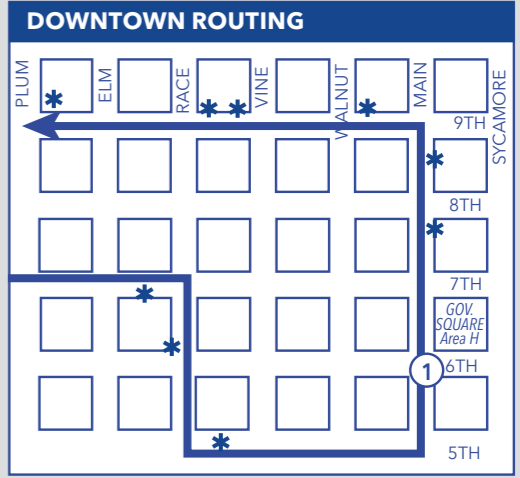 DOWNTOWN ROUTING
PLUM
ELM
RACE
VINE
WALNUT
MAIN
SYCAMORE
9TH
8TH
7TH
GOV.
SQUARE
Area H
1
6TH
5TH